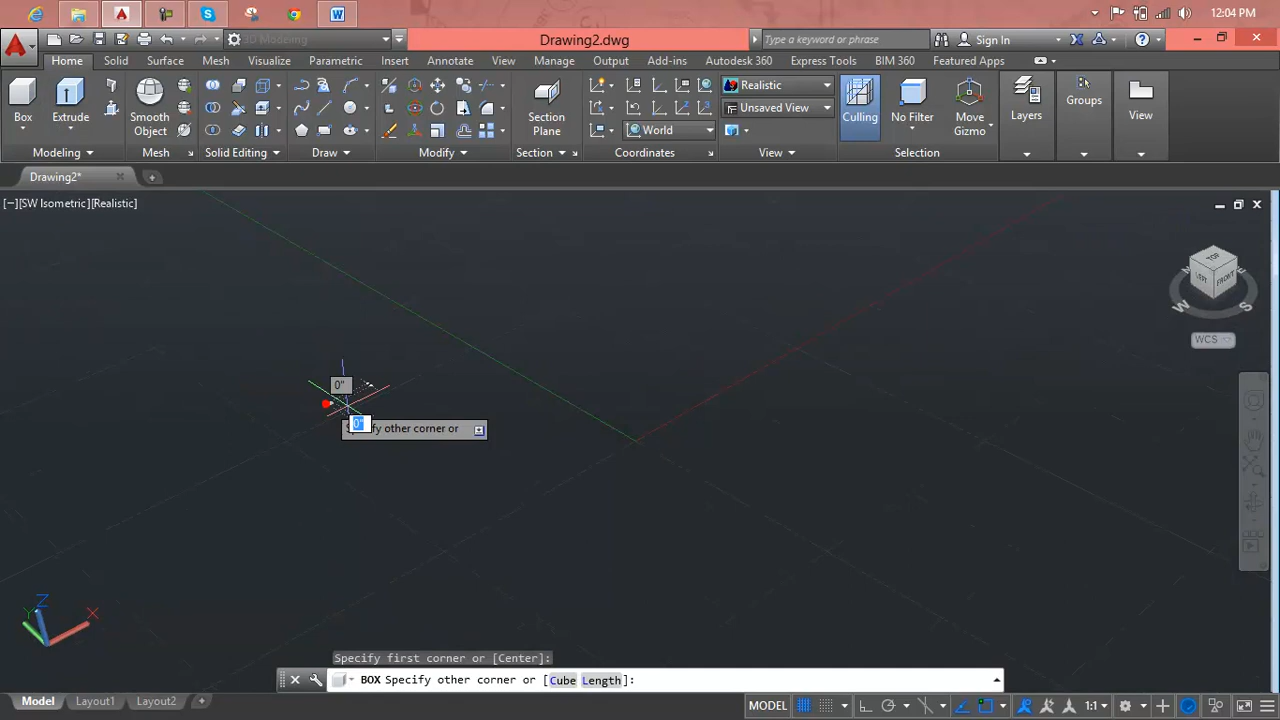 12:04 PM
3D Modeling
Drawing2.dwg
Type a keyword or phrase
Sign In
Home Solid Surface Mesh Visualize Parametric Insert Annotate View Manage Output Add-ins Autodesk 360 Express Tools BIM 360 Featured Apps
Realistic
Unsaved View
World
Box
Extrude
Smooth
Object
Section
Plane
Culling
No Filter
Move
Gizmo
Layers
Groups
View
Modeling
Mesh
Solid Editing
Draw
Modify
Section
Coordinates
View
Selection
Drawing2*
[−][SW Isometric][Realistic]
TOP
LEFT
FRONT
W
S
WCS
0"
0"
Specify other corner or
Z
Y
X
Specify first corner or [Center]:
BOX Specify other corner or [Cube Length]:
Model Layout1 Layout2
MODEL
1:1